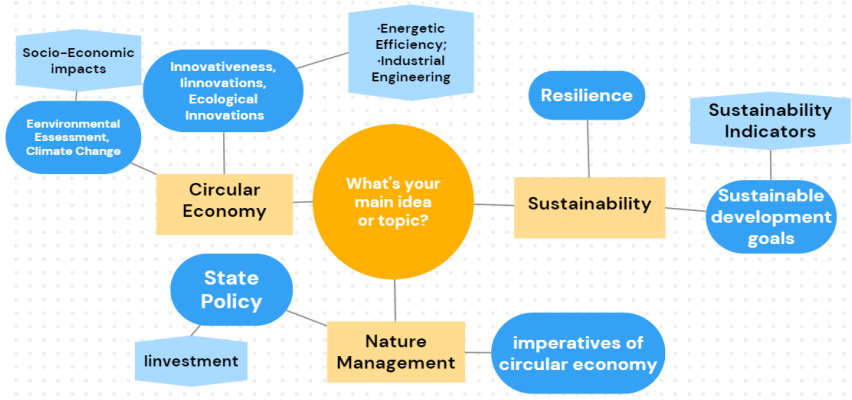 Socio-Economic
impacts
Innovativeness,
Iinnovations,
Ecological
Innovations
·Energetic
Efficiency;
·Industrial
Engineering
Eenvironmental
Essessment,
Climate Change
Resilience
Sustainability
Indicators
Circular
Economy
What's your
main idea
or topic?
Sustainability
Sustainable
development
goals
State
Policy
Iinvestment
Nature
Management
imperatives of
circular economy